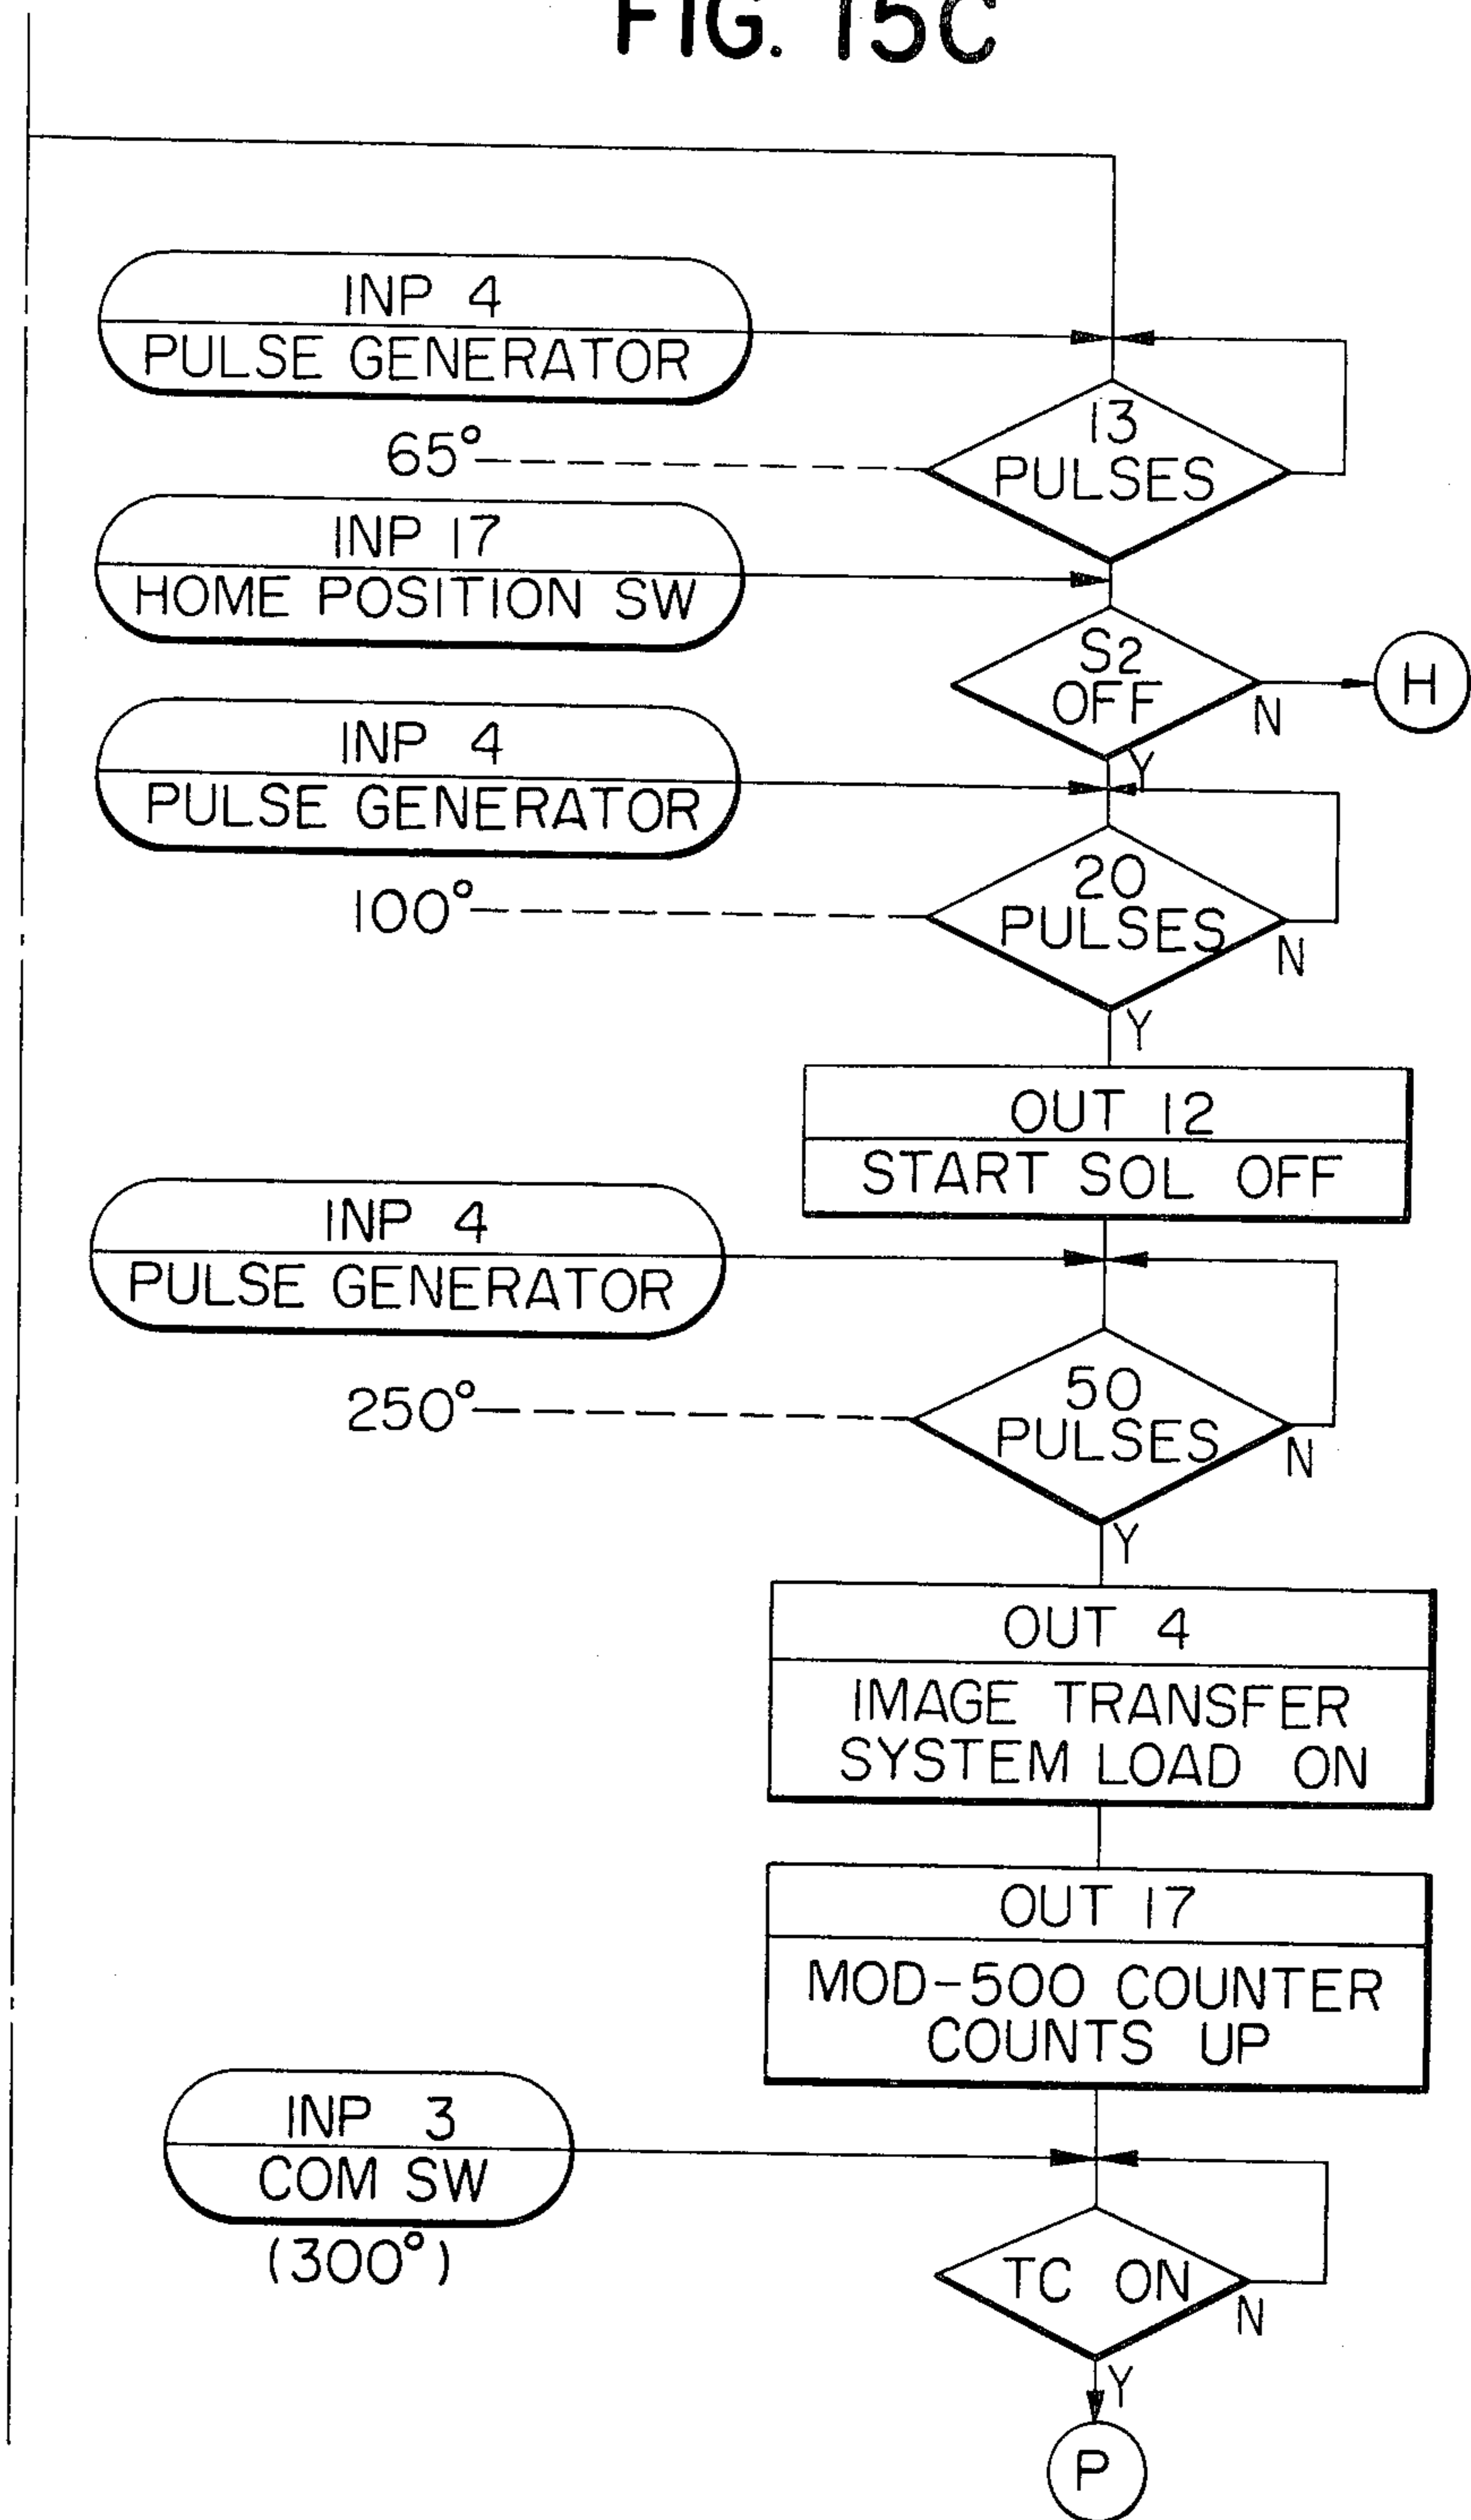 FIG. 15C
INP 4
PULSE GENERATOR
13
PULSES
65°
INP 17
HOME POSITION SW
S2
OFF
N
H
Y
INP 4
PULSE GENERATOR
20
PULSES
100°
N
Y
OUT 12
START SOL OFF
INP 4
PULSE GENERATOR
50
PULSES
250°
N
Y
OUT 4
IMAGE TRANSFER
SYSTEM LOAD ON
OUT 17
MOD-500 COUNTER
COUNTS UP
INP 3
COM SW
(300°)
TC ON
N
Y
P